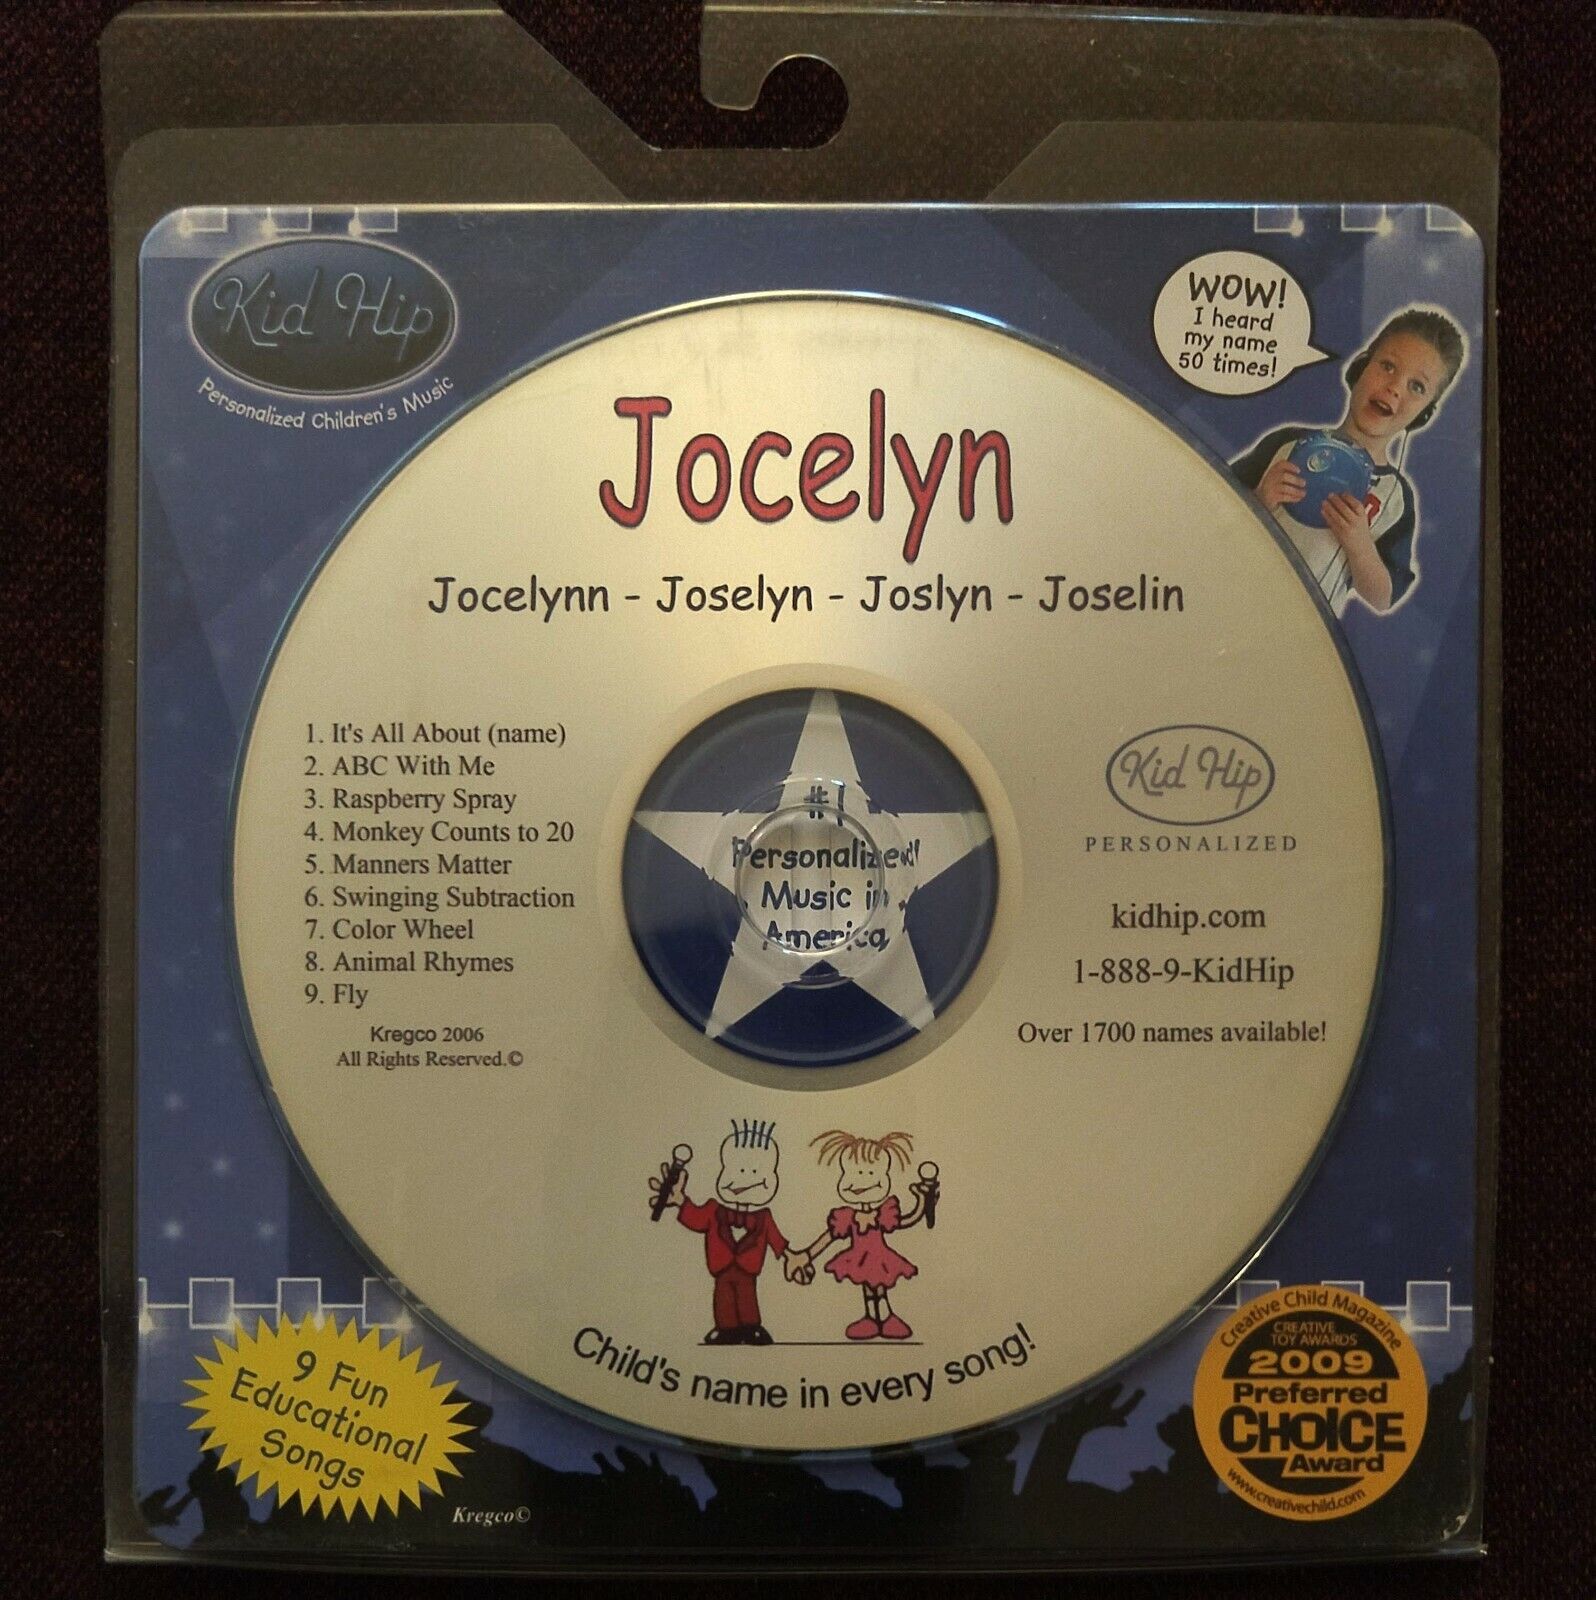 Kid Hip
Personalized Children's Music
WOW!
I heard
my name
50 times!
Jocelyn
Jocelynn - Joselyn - Joslyn - Joselin
1. It's All About (name)
2. ABC With Me
3. Raspberry Spray
4. Monkey Counts to 20
5. Manners Matter
6. Swinging Subtraction
7. Color Wheel
8. Animal Rhymes
9. Fly
Kregco 2006
All Rights Reserved.©
#1
Personalized
Music in
America
Kid Hip
PERSONALIZED
kidhip.com
1-888-9-KidHip
Over 1700 names available!
Child's name in every song!
9 Fun
Educational
Songs
Kregco©
Creative Child Magazine
CREATIVE
TOY AWARDS
2009
Preferred
CHOICE
Award
www.creativechild.com